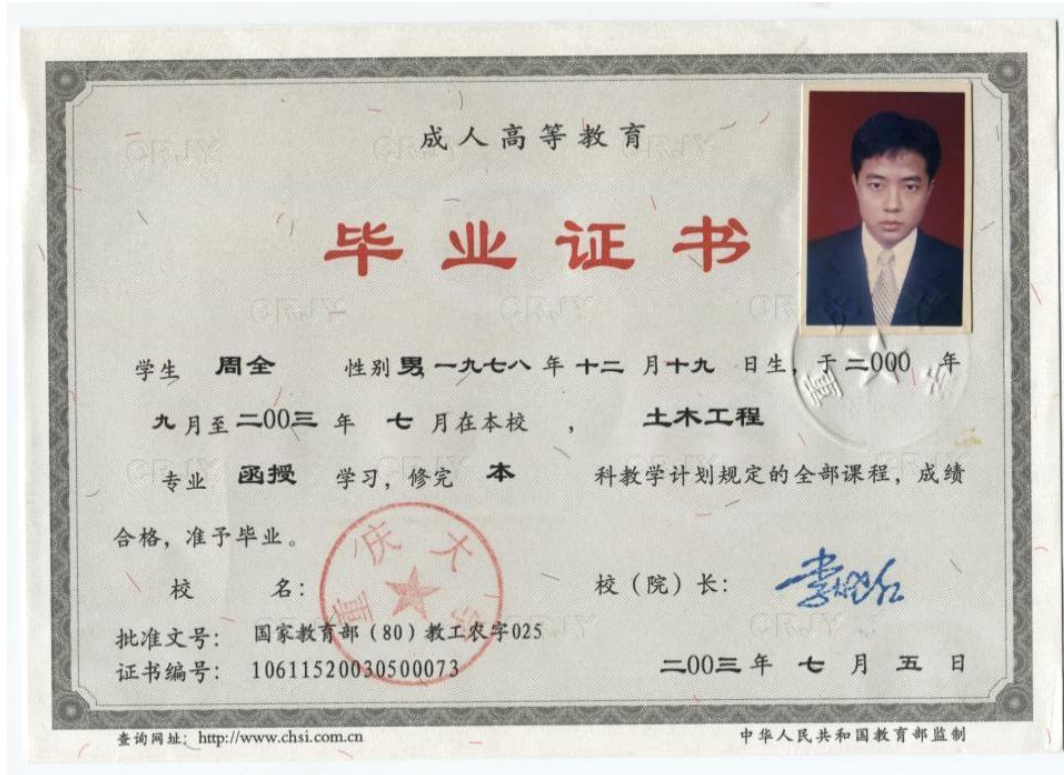 成人高等教育
毕业证书
学生 周全 性别 男, 一九七八 年 十二 月 十九 日生, 于 二000 年
九 月至 二00三 年 七 月在本校 , 土木工程
专业 函授 学习, 修完 本 科教学计划规定的全部课程, 成绩
合格, 准予毕业。
校 名: 重庆大学 校(院)长:
批准文号: 国家教育部(80)教工农字025
证书编号: 10611520030500073 二00三 年 七 月 五 日
查询网址: http://www.chsi.com.cn 中华人民共和国教育部监制